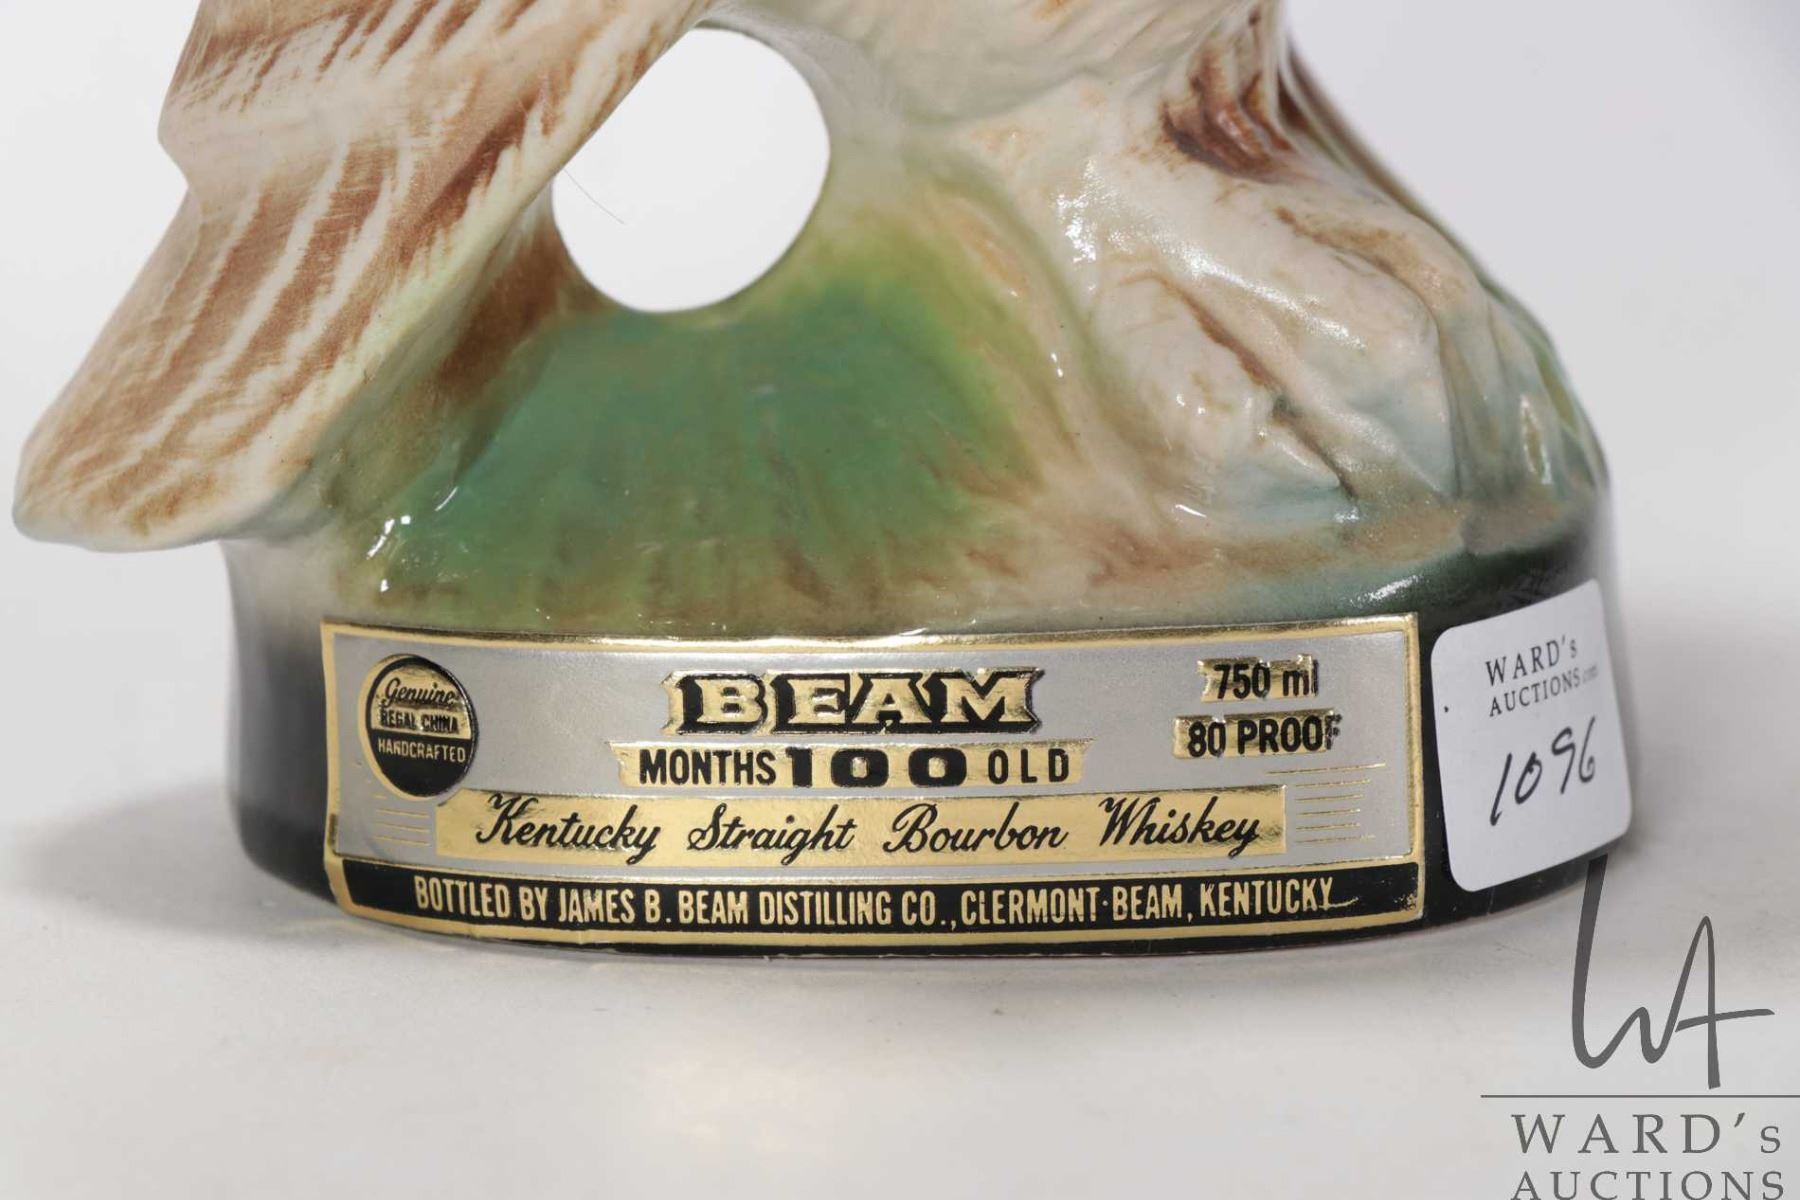 Genuine
REGAL CHINA
HANDCRAFTED
BEAM
MONTHS 100 OLD
750 ml
80 PROOF
Kentucky Straight Bourbon Whiskey
BOTTLED BY JAMES B. BEAM DISTILLING CO., CLERMONT·BEAM, KENTUCKY
WARD's
AUCTIONS.com
1096
WA
WARD's
AUCTIONS